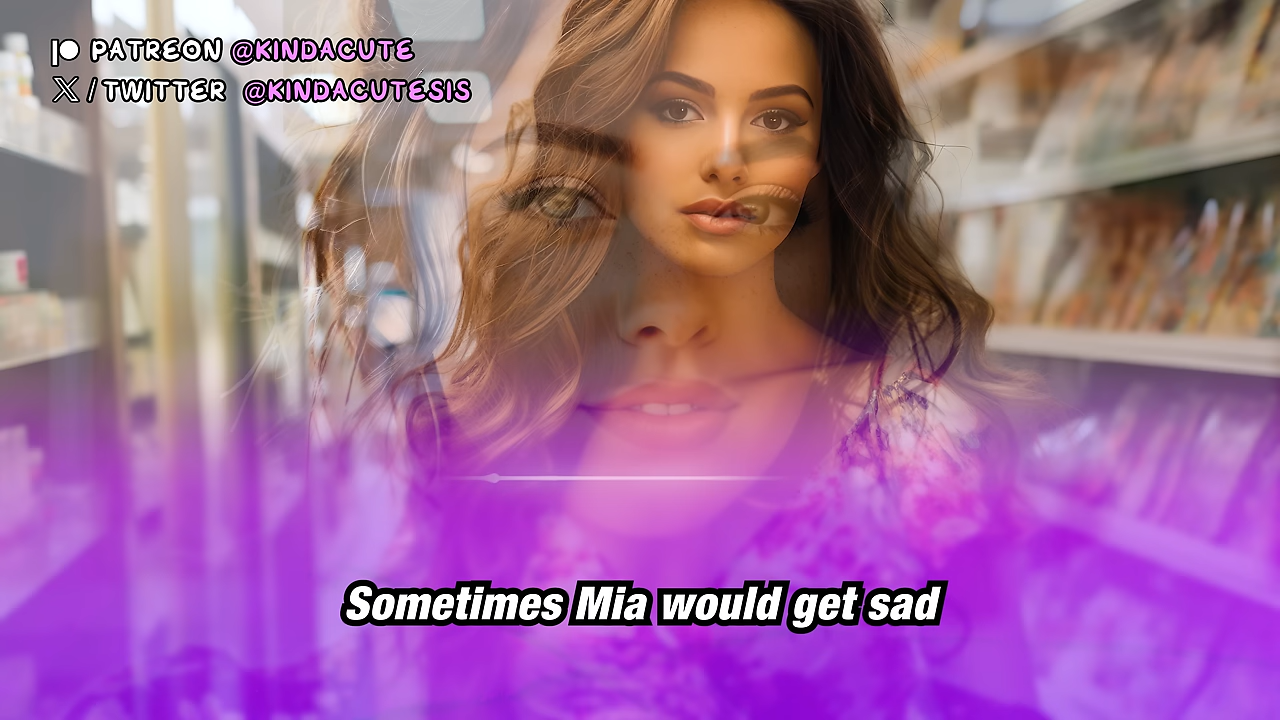 PATREON @KINDACUTE
X / TWITTER @KINDACUTESIS
Sometimes Mia would get sad